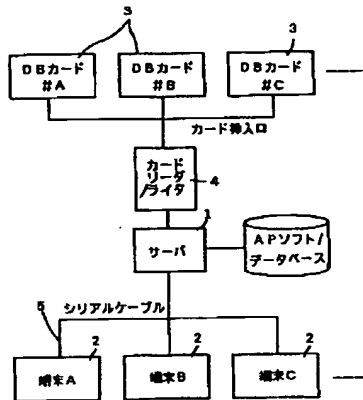 3
3
DBカード
#A
DBカード
#B
DBカード
#C
カード挿入口
カード
リーダ
/ライタ
4
1
サーバ
APソフト/
データベース
シリアルケーブル
5
2
2
2
端末A
端末B
端末C